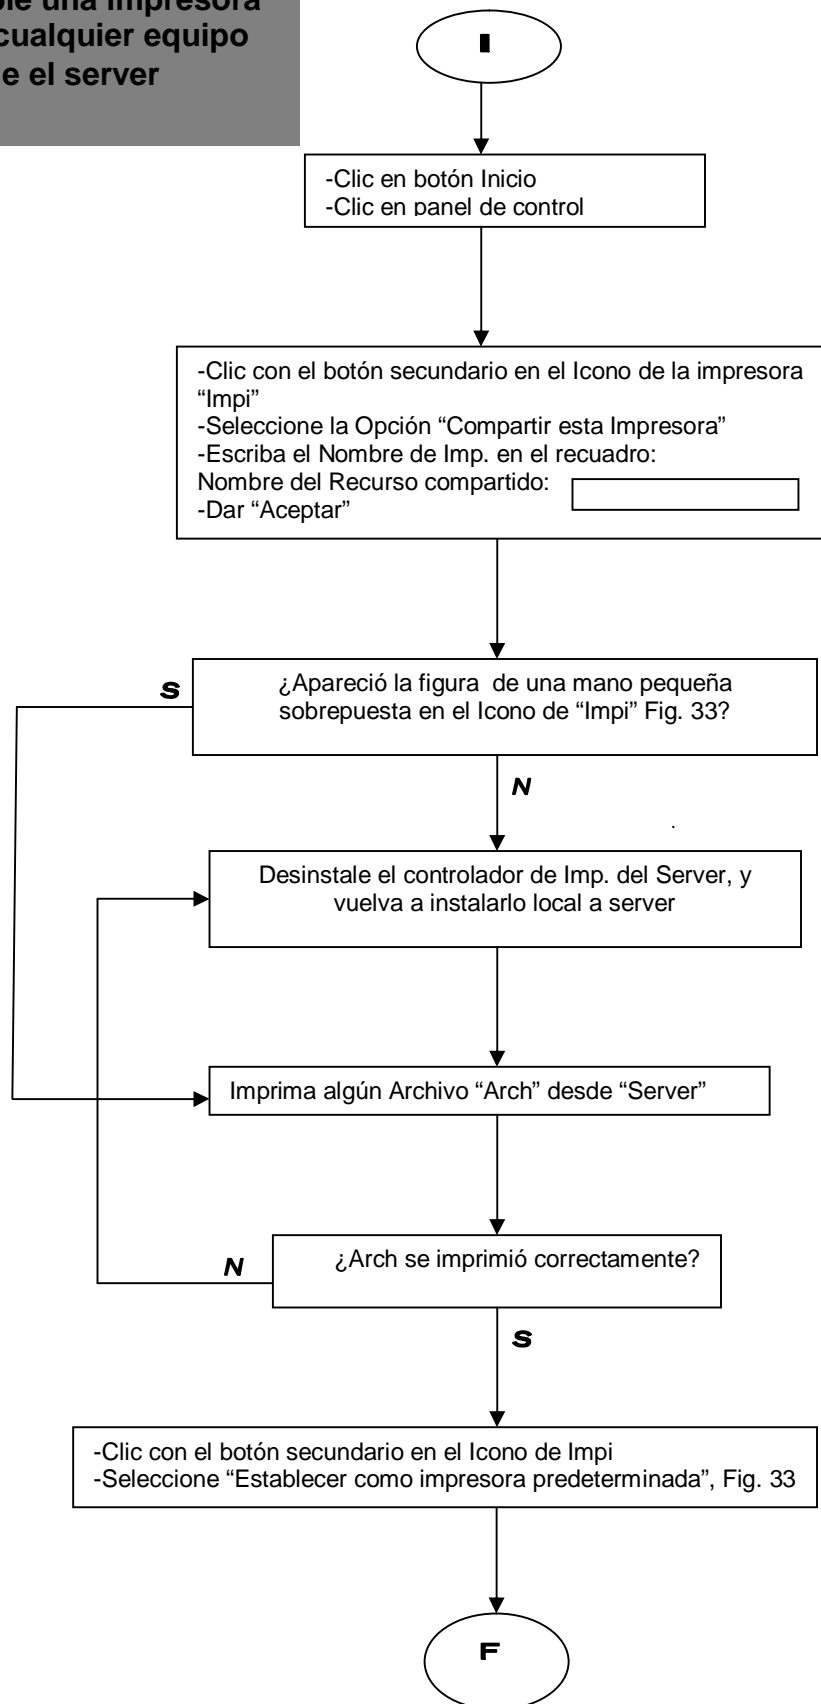 una impresora
cualquier equipo
el server
I
-Clic en botón Inicio
-Clic en panel de control
-Clic con el botón secundario en el Icono de la impresora
“Impi”
-Seleccione la Opción “Compartir esta Impresora”
-Escriba el Nombre de Imp. en el recuadro:
Nombre del Recurso compartido:
-Dar “Aceptar”
S
¿Apareció la figura de una mano pequeña
sobrepuesta en el Icono de “Impi” Fig. 33?
N
Desinstale el controlador de Imp. del Server, y
vuelva a instalarlo local a server
Imprima algún Archivo “Arch” desde “Server”
N
¿Arch se imprimió correctamente?
S
-Clic con el botón secundario en el Icono de Impi
-Seleccione “Establecer como impresora predeterminada”, Fig. 33
F